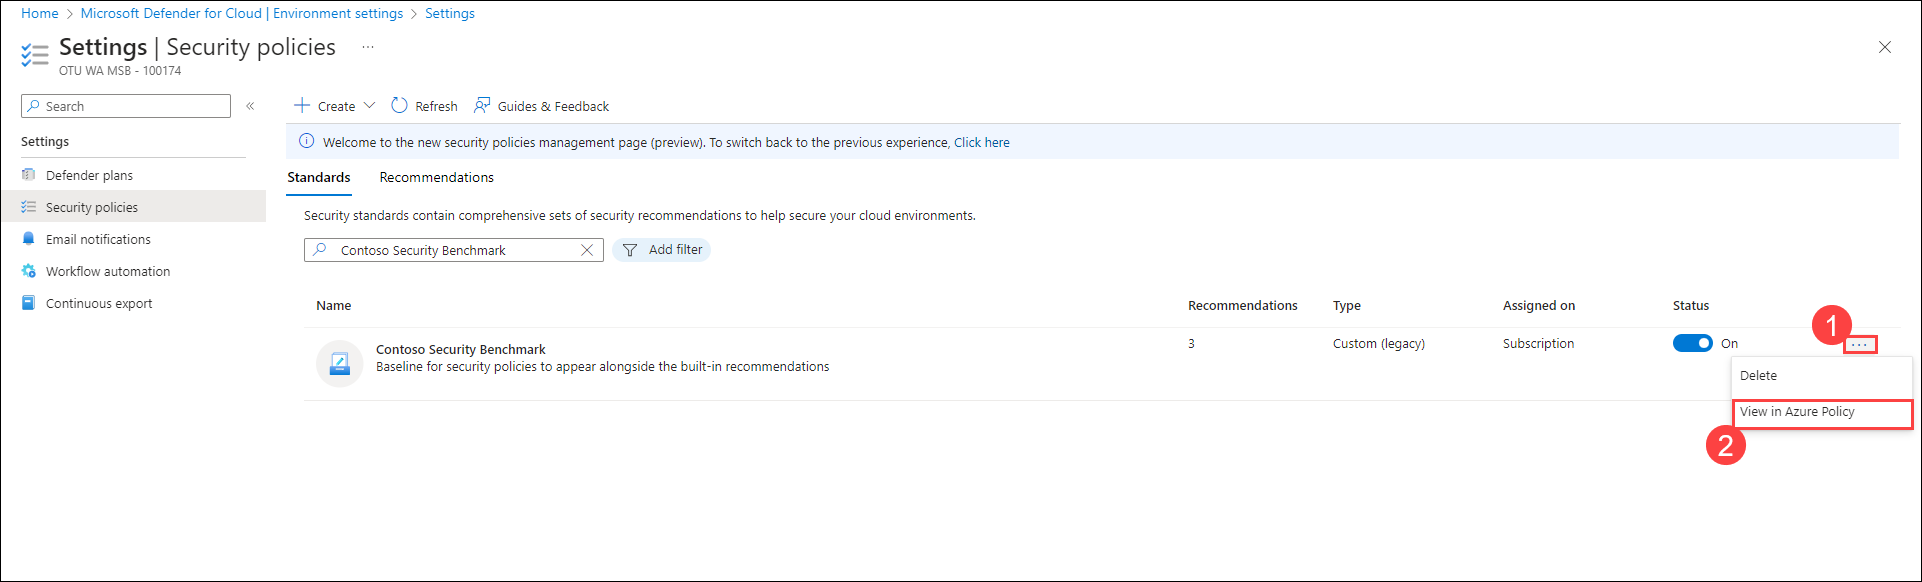 Home > Microsoft Defender for Cloud | Environment settings > Settings
Settings | Security policies ...
OTU WA MSB - 100174
Search «
Settings
Defender plans
Security policies
Email notifications
Workflow automation
Continuous export
Create Refresh Guides & Feedback
Welcome to the new security policies management page (preview). To switch back to the previous experience, Click here
Standards Recommendations
Security standards contain comprehensive sets of security recommendations to help secure your cloud environments.
Contoso Security Benchmark Add filter
Name Recommendations Type Assigned on Status
1
Contoso Security Benchmark 3 Custom (legacy) Subscription On ...
Baseline for security policies to appear alongside the built-in recommendations
Delete
View in Azure Policy
2